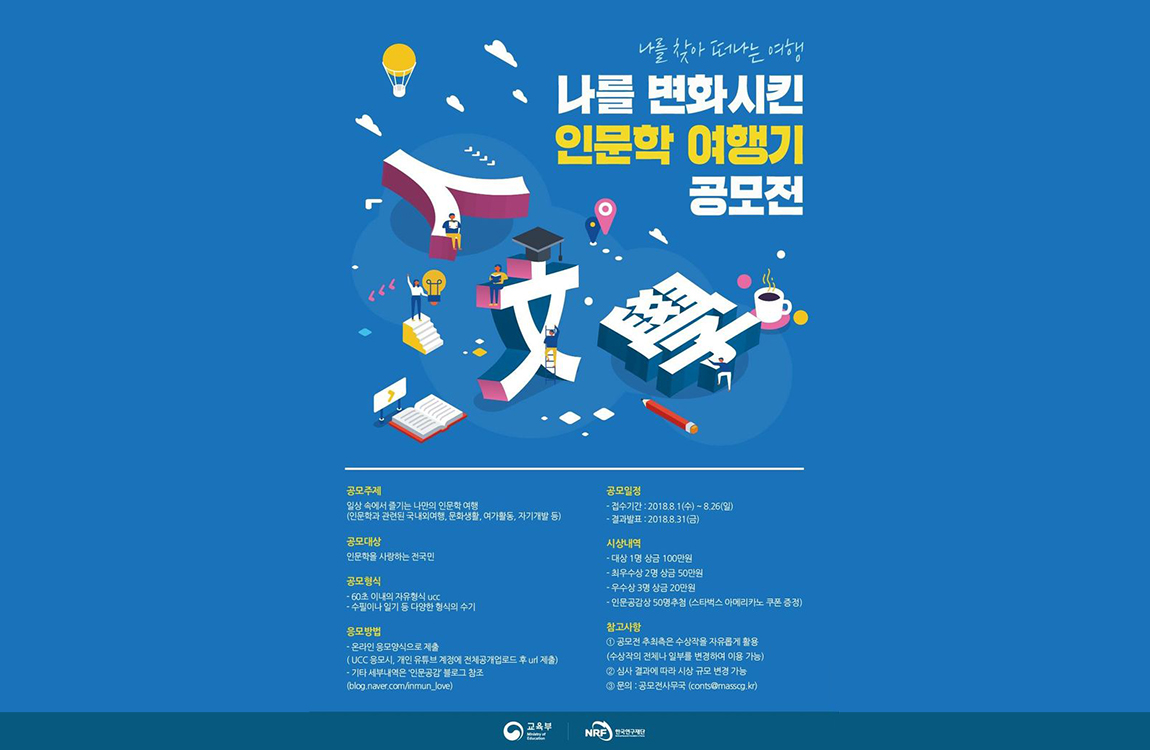 나를 찾아 떠나는 여행
나를 변화시킨
인문학 여행기
공모전
ㅅ
文
學
공모주제
일상 속에서 즐기는 나만의 인문학 여행
(인문학과 관련된 국내외여행, 문화생활, 여가활동, 자기개발 등)
공모대상
인문학을 사랑하는 전국민
공모형식
- 60초 이내의 자유형식 ucc
- 수필이나 일기 등 다양한 형식의 수기
응모방법
- 온라인 응모양식으로 제출
( UCC 응모시, 개인 유튜브 계정에 전체공개업로드 후 url 제출)
- 기타 세부내역은 '인문공감' 블로그 참조
(blog.naver.com/inmun_love)
공모일정
- 접수기간 : 2018.8.1(수) ~ 8.26(일)
- 결과발표 : 2018.8.31(금)
시상내역
- 대상 1명 상금 100만원
- 최우수상 2명 상금 50만원
- 우수상 3명 상금 20만원
- 인문공감상 50명추첨 (스타벅스 아메리카노 쿠폰 증정)
참고사항
① 공모전 주최측은 수상작을 자유롭게 활용
(수상작의 전체나 일부를 변경하여 이용 가능)
② 심사 결과에 따라 시상 규모 변경 가능
③ 문의 : 공모전사무국 (conts@masscg.kr)
교육부
Ministry of
Education
NRF 한국연구재단